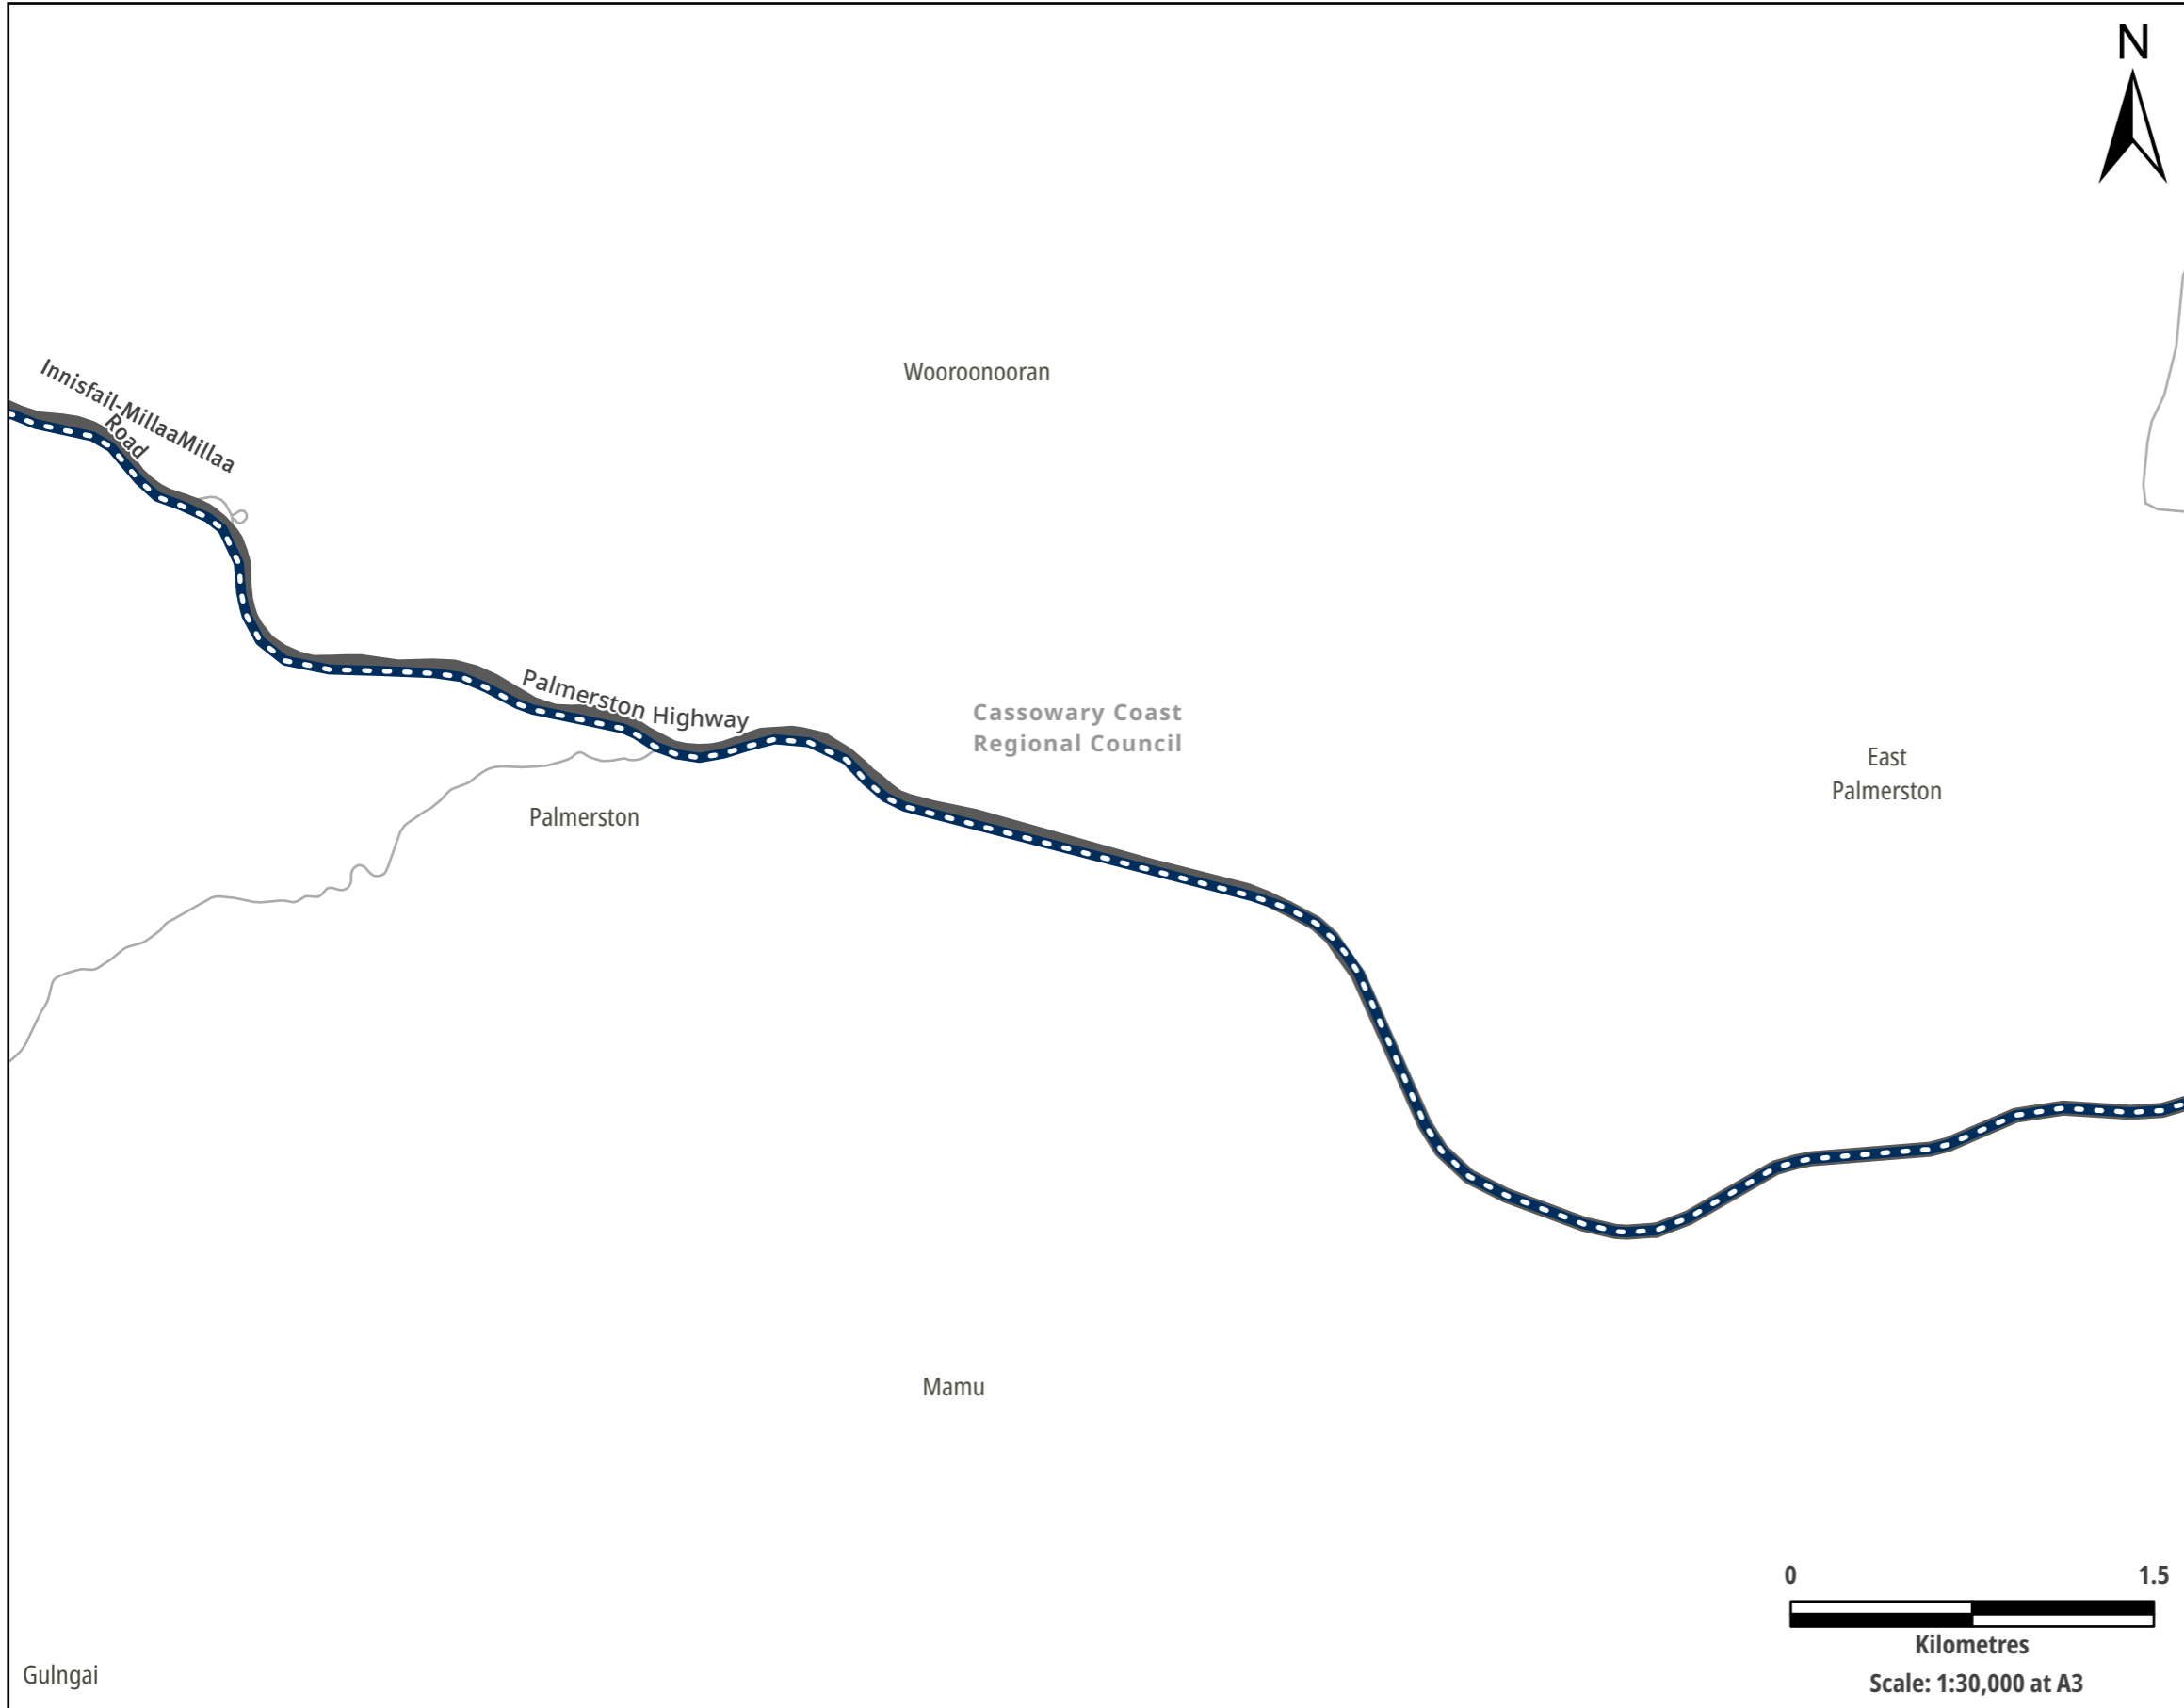 N
Wooroonooran
Innisfail-MillaaMillaa
Road
Palmerston Highway
Cassowary Coast
Regional Council
East
Palmerston
Palmerston
Mamu
0 1.5
Kilometres
Scale: 1:30,000 at A3
Gulngai